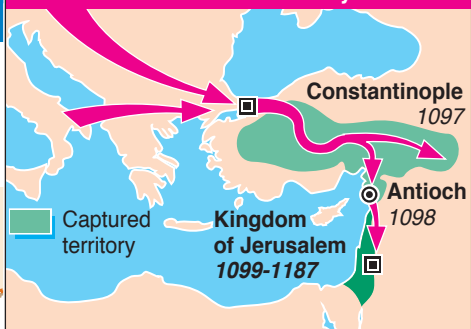 Constantinople
1097
Antioch
1098
Captured
territory
Kingdom
of Jerusalem
1099-1187